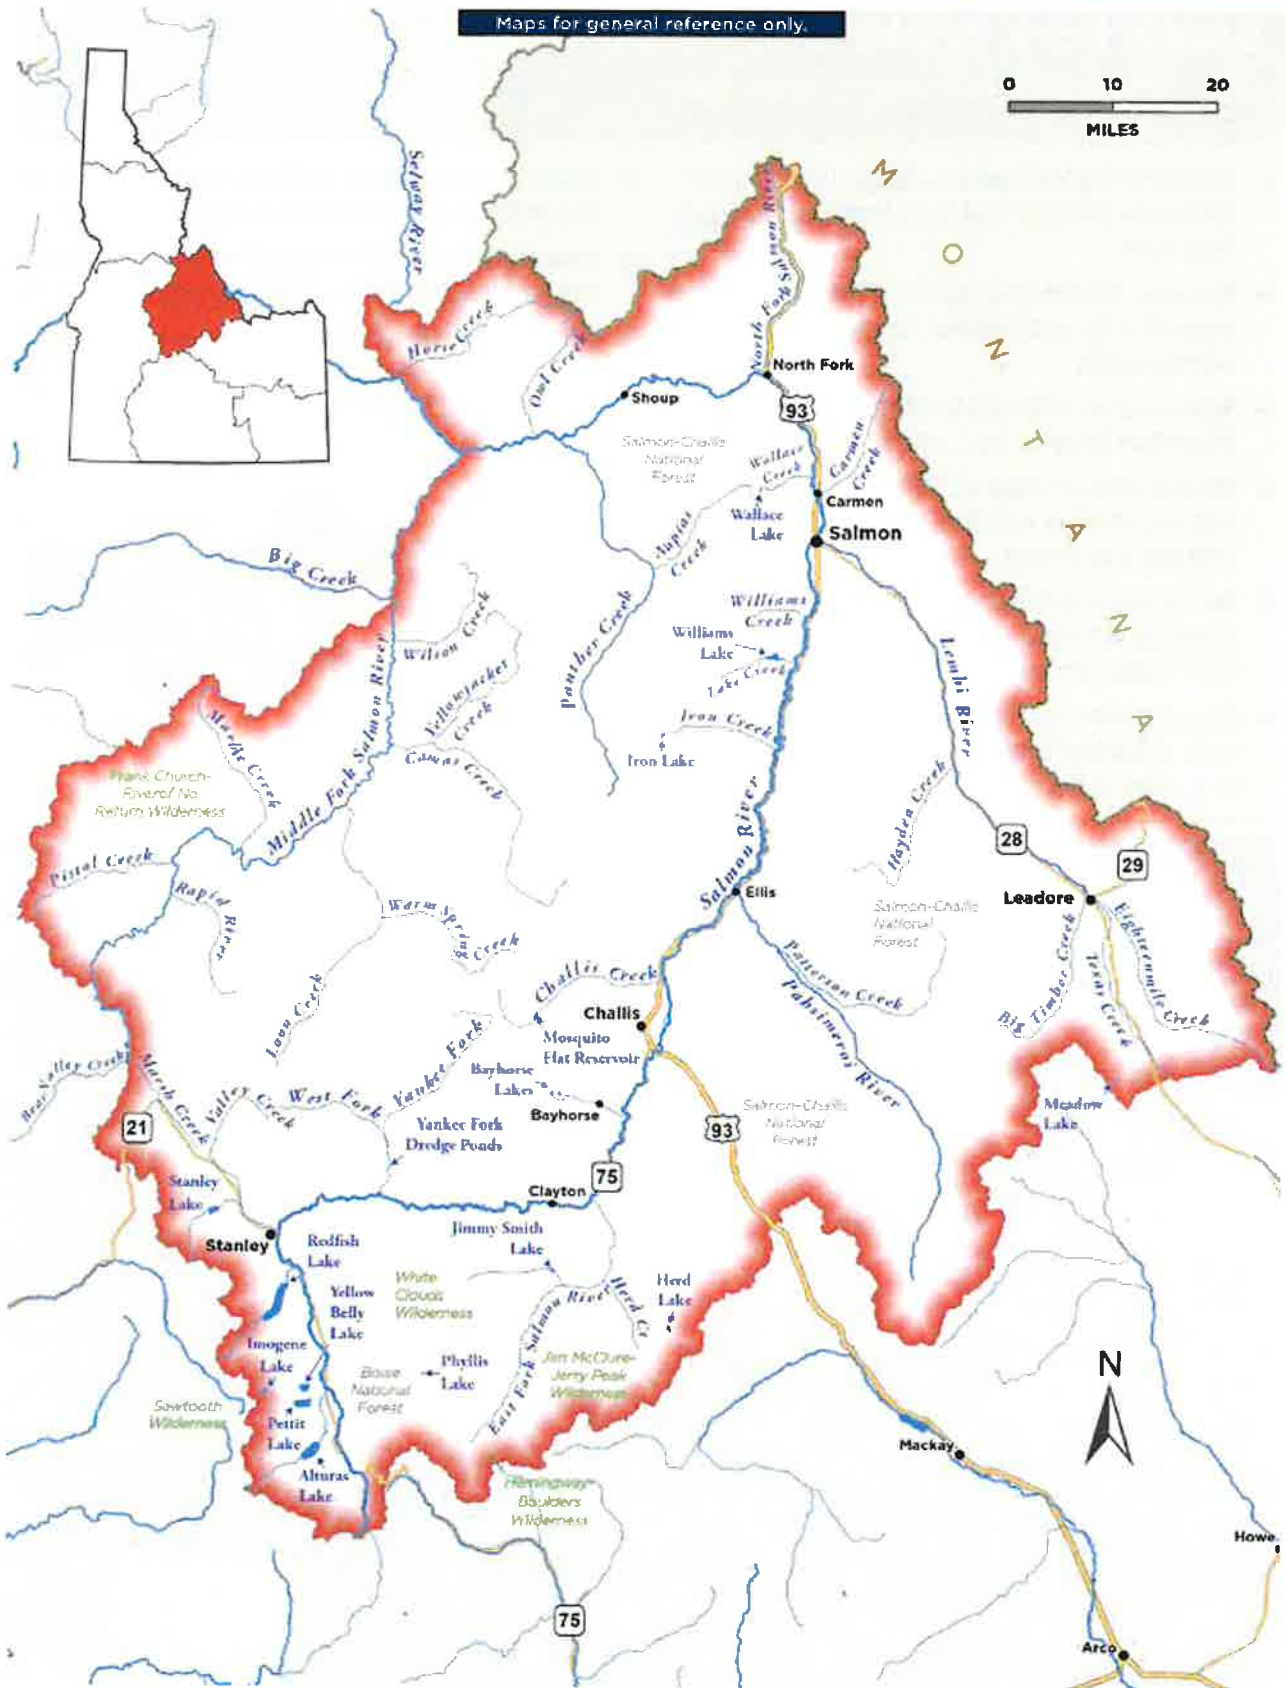 Maps for general reference only.
0 10 20
MILES
M
O
N
T
A
N
A
Selway River
North Fork Salmon River
Horse Creek
Owl Creek
North Fork
Shoup
93
Salmon-Challis
National
Forest
Wallace
Creek
Carmen
Creek
Carmen
Wallace
Lake
Salmon
Napias
Creek
Big Creek
Panther Creek
Williams
Creek
Williams
Lake
Lake Creek
Lemhi River
Wilson Creek
Yellowjacket
Creek
Iron Creek
Iron Lake
Camas Creek
Marble Creek
Middle Fork Salmon River
Frank Church-
River of No
Return Wilderness
Salmon River
Hayden Creek
28
29
Pistol Creek
Rapid River
Ellis
Leadore
Salmon-Challis
National
Forest
Warm Spring
Creek
Eighteenmile Creek
Big Timber Creek
Texas Creek
Patterson Creek
Pahsimeroi River
Challis Creek
Loon Creek
Challis
Mosquito
Flat Reservoir
Yankee Fork
Bayhorse
Lakes
Bayhorse
Bear Valley Creek
Marsh Creek
Valley
Creek
West Fork
Yankee Fork
Dredge Ponds
21
Salmon-Challis
National
Forest
93
Meadow
Lake
75
Stanley
Lake
Clayton
Stanley
Redfish
Lake
Jimmy Smith
Lake
White
Clouds
Wilderness
Yellow
Belly
Lake
East Fork Salmon River
Herd Cr
Herd
Lake
Imogene
Lake
Phyllis
Lake
Boise
National
Forest
Jim McClure-
Jerry Peak
Wilderness
N
Sawtooth
Wilderness
Pettit
Lake
Mackay
Alturas
Lake
Hemingway-
Boulders
Wilderness
Howe
75
Arco